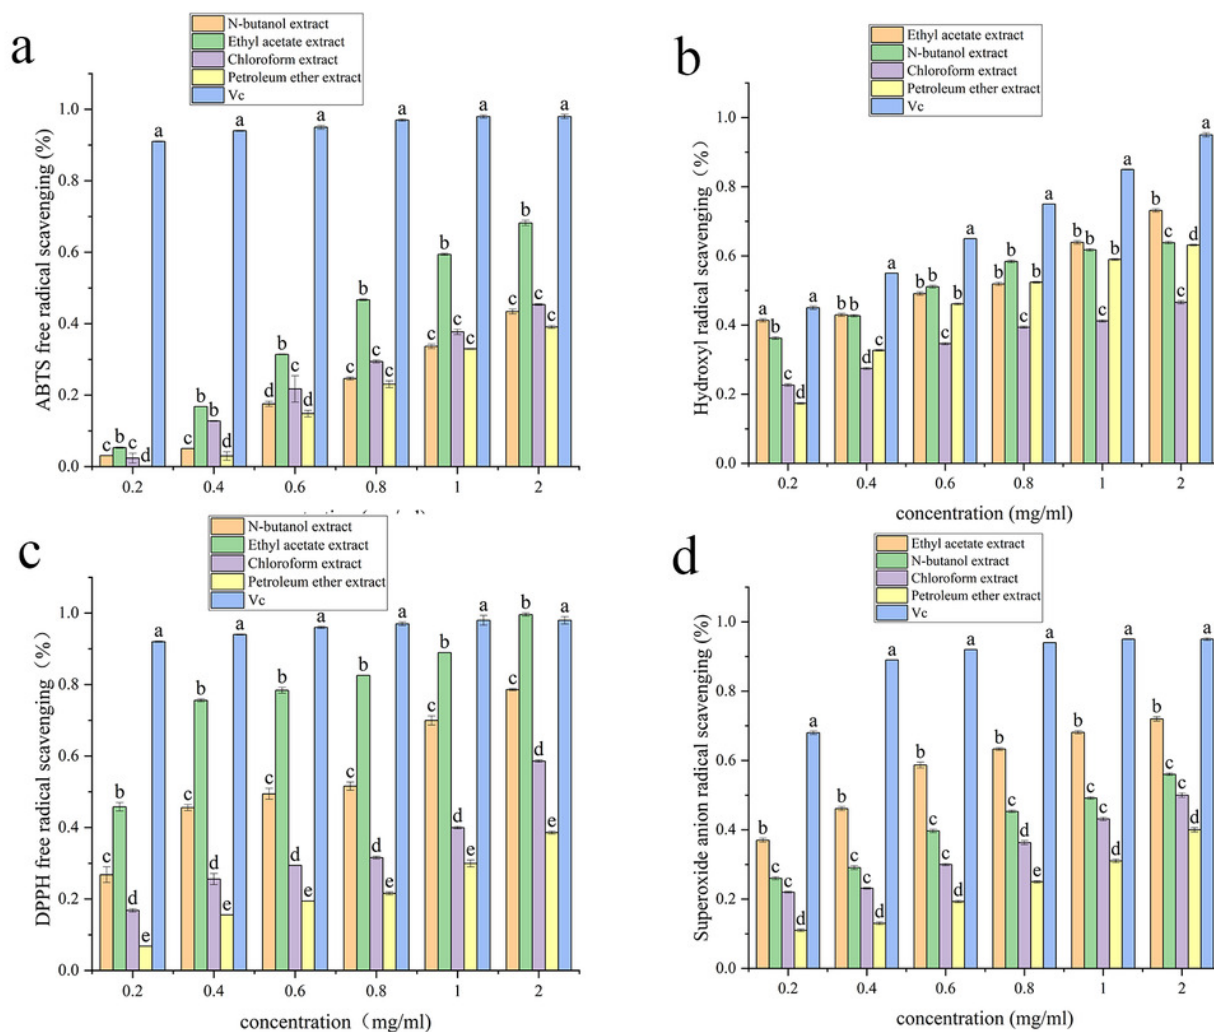 a
N-butanol extract
Ethyl acetate extract
Chloroform extract
Petroleum ether extract
Vc
ABTS free radical scavenging (%)
1.0
0.8
0.6
0.4
0.2
0.0
c b c d a
c b b c a
d b c d a
c b c c a
c b c c a
c b c c a
0.2 0.4 0.6 0.8 1 2
b
Ethyl acetate extract
N-butanol extract
Chloroform extract
Petroleum ether extract
Vc
Hydroxyl radical scavenging (%)
1.0
0.8
0.6
0.4
0.2
0.0
a b c d a
b b d c a
b b c b a
b b c b a
b b c b a
b c c d a
0.2 0.4 0.6 0.8 1 2
concentration (mg/ml)
c
N-butanol extract
Ethyl acetate extract
Chloroform extract
Petroleum ether extract
Vc
DPPH free radical scavenging (%)
1.0
0.8
0.6
0.4
0.2
0.0
c b d e a
c b d e a
c b d e a
c b d e a
c b d e a
c b d e a
0.2 0.4 0.6 0.8 1 2
concentration (mg/ml)
d
Ethyl acetate extract
N-butanol extract
Chloroform extract
Petroleum ether extract
Vc
Superoxide anion radical scavenging (%)
1.0
0.8
0.6
0.4
0.2
0.0
b c c d a
b c c d a
b c c d a
b c d d a
b c c d a
b c c d a
0.2 0.4 0.6 0.8 1 2
concentration (mg/ml)